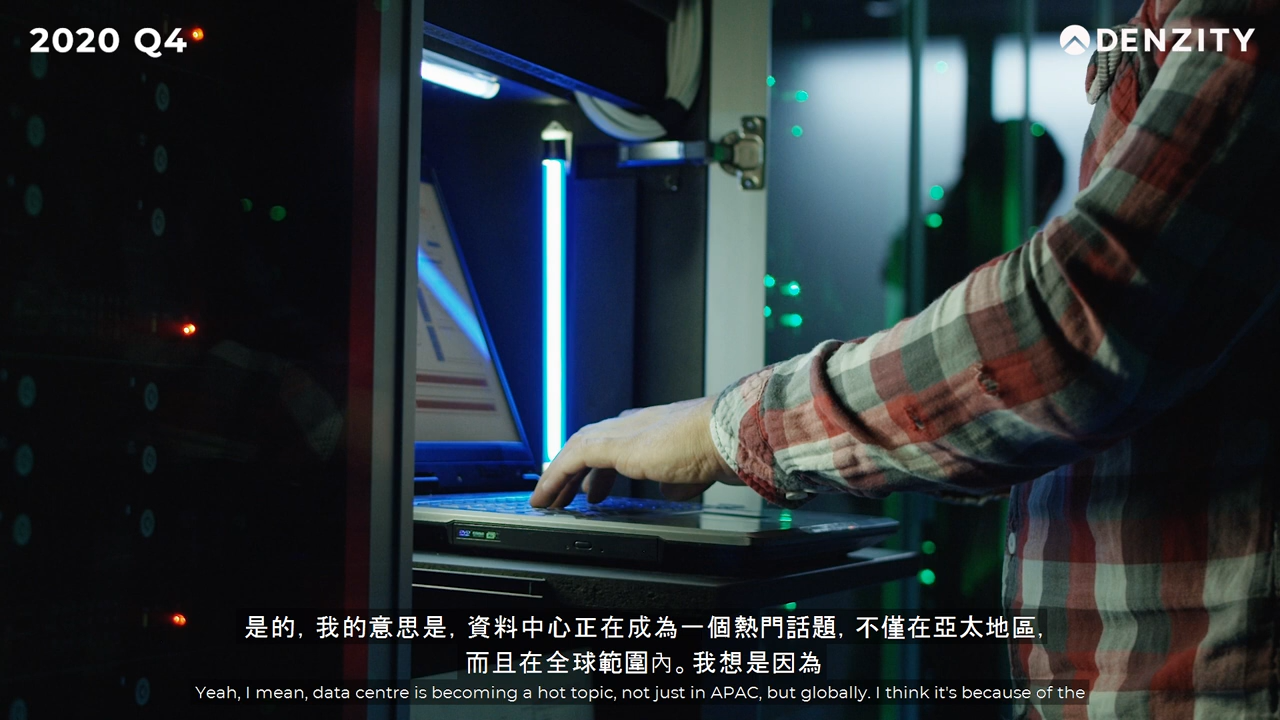 2020 Q4
DENZITY
是的, 我的意思是, 資料中心正在成為一個熱門話題, 不僅在亞太地區,
而且在全球範圍內。我想是因為
Yeah, I mean, data centre is becoming a hot topic, not just in APAC, but globally. I think it's because of the